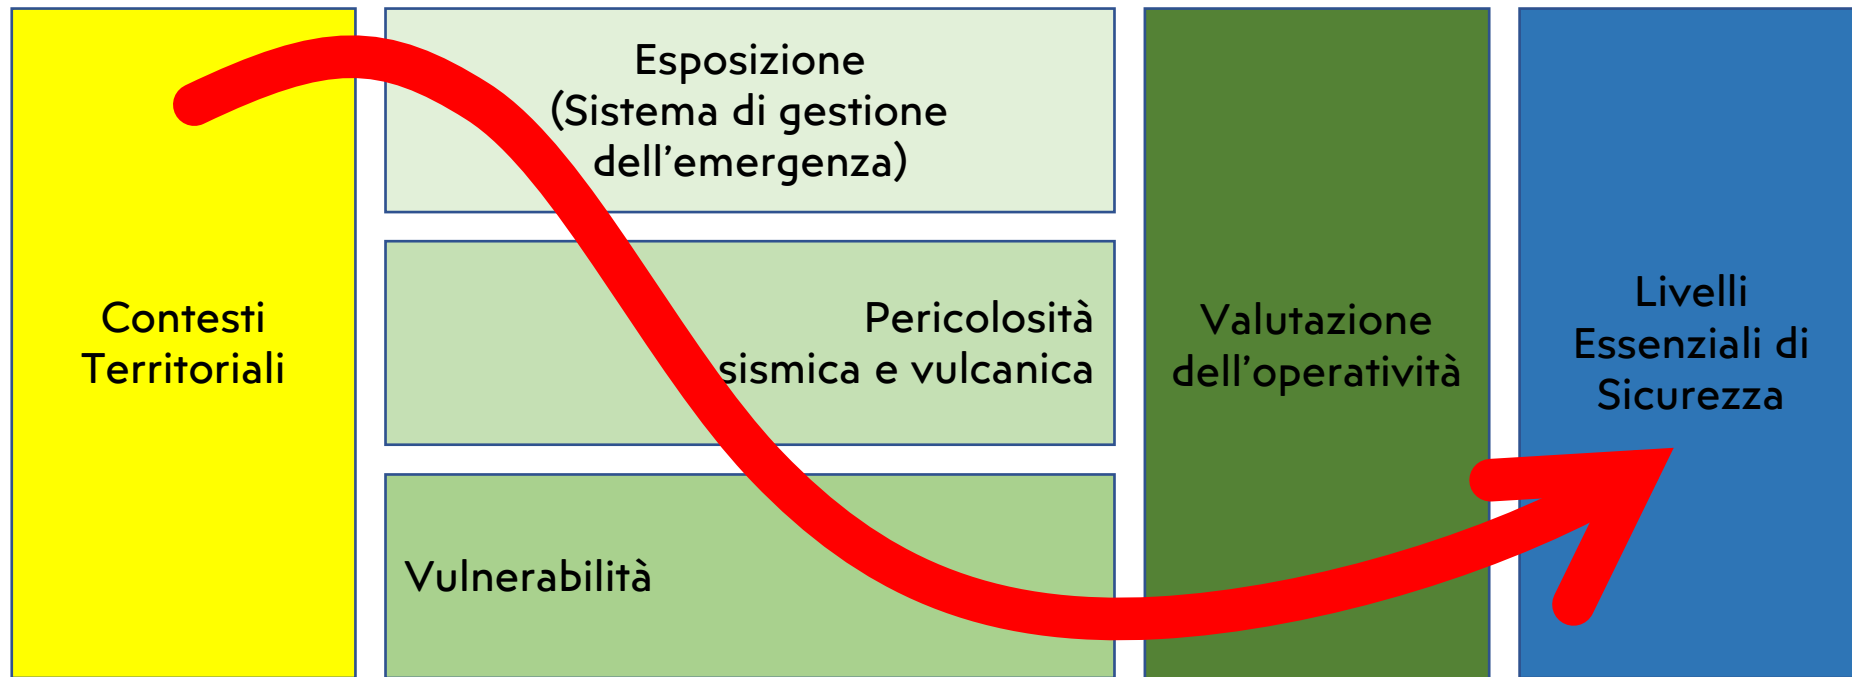 Contesti
Territoriali
Esposizione
(Sistema di gestione
dell'emergenza)
Pericolosità
sismica e vulcanica
Vulnerabilità
Valutazione
dell'operatività
Livelli
Essenziali di
Sicurezza